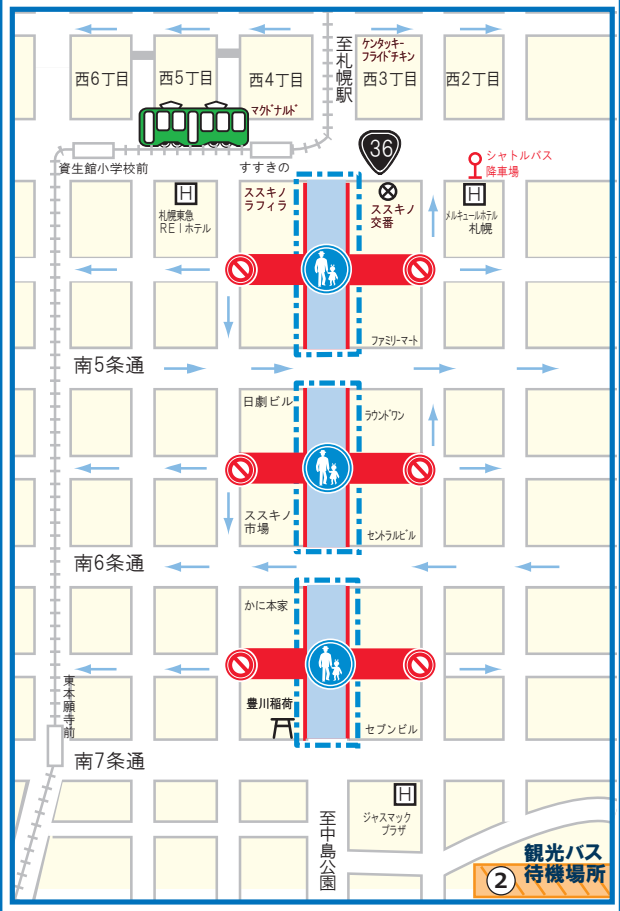 西6丁目
西5丁目
西4丁目
至札幌駅
ケンタッキー
フライドチキン
西3丁目
西2丁目
マクドナルド
資生館小学校前
すすきの
36
シャトルバス
降車場
H
札幌東急
REIホテル
ススキノ
ラフィラ
ススキノ
交番
H
メルキュールホテル
札幌
ファミリーマート
南5条通
日劇ビル
ラウンドワン
ススキノ
市場
セントラルビル
南6条通
かに本家
東本願寺前
豊川稲荷
セブンビル
南7条通
至中島公園
H
ジャスマック
プラザ
観光バス
待機場所
2